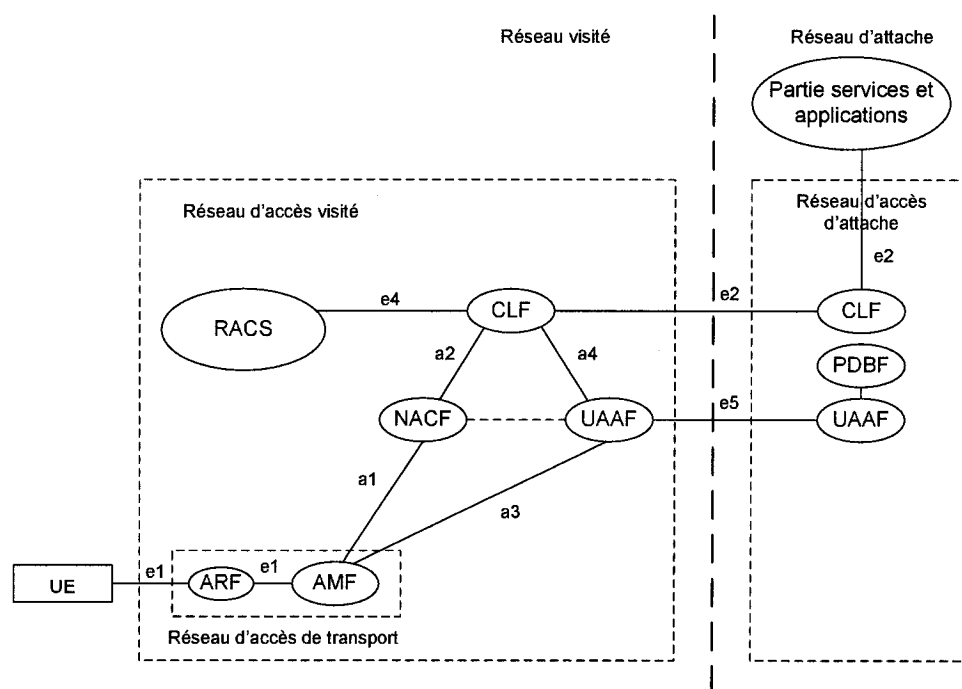 Réseau visité
Réseau d'attache
Partie services et
applications
Réseau d'accès visité
Réseau d'accès
d'attache
e2
e4
CLF
e2
CLF
RACS
a2
a4
PDBF
NACF
UAAF
e5
UAAF
a1
a3
UE
e1
ARF
e1
AMF
Réseau d'accès de transport